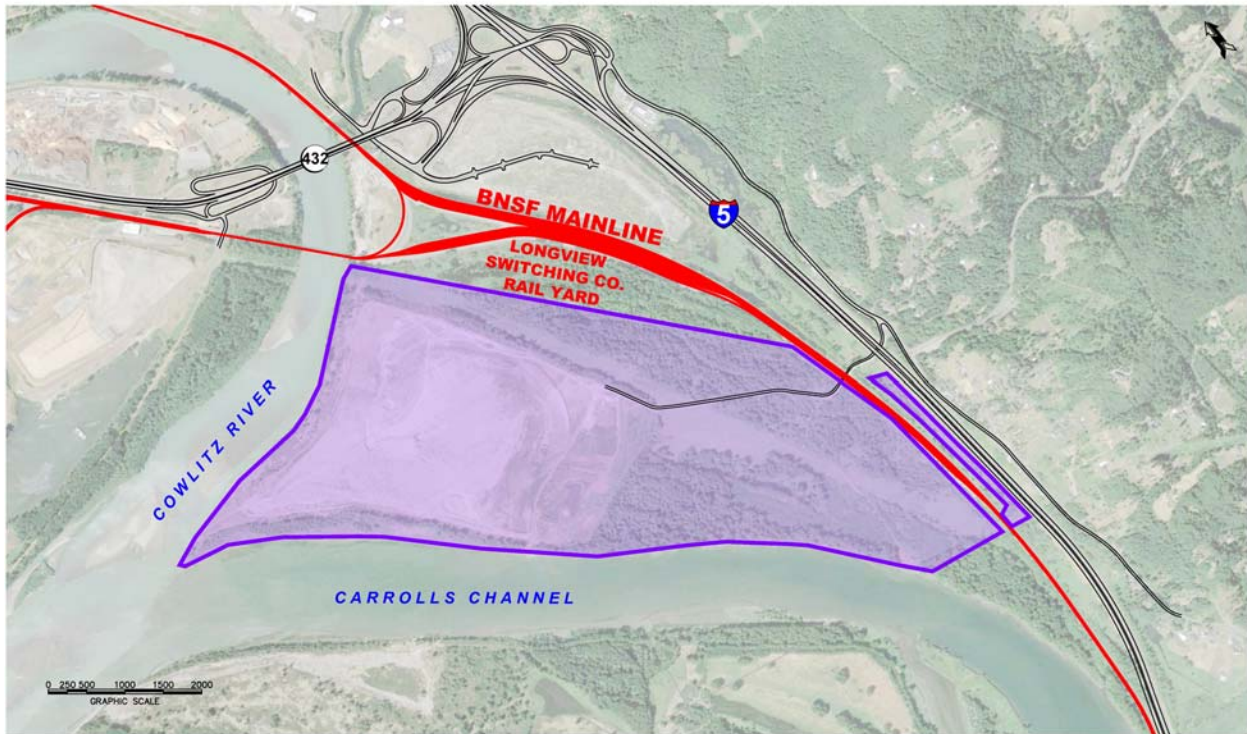 432
BNSF MAINLINE
5
LONGVIEW
SWITCHING CO.
RAIL YARD
COWLITZ RIVER
CARROLLS CHANNEL
0 250 500 1000 1500 2000
GRAPHIC SCALE